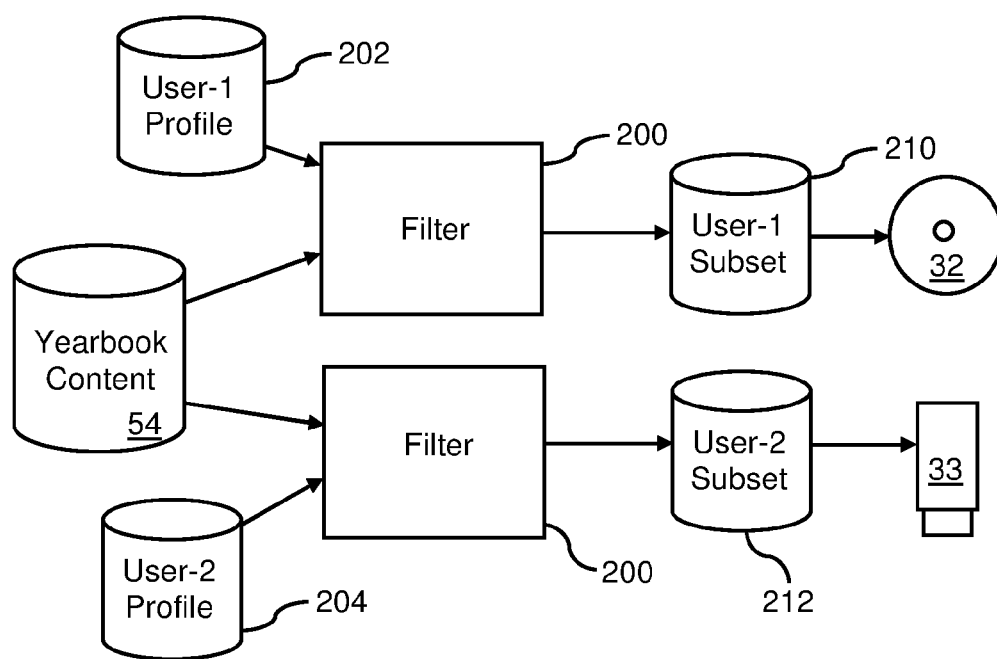 User-1
Profile
202
200
Filter
User-1
Subset
210
32
Yearbook
Content
54
Filter
200
User-2
Subset
212
33
User-2
Profile
204